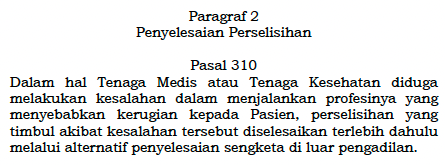 Paragraf 2
Penyelesaian Perselisihan
Pasal 310
Dalam hal Tenaga Medis atau Tenaga Kesehatan diduga
melakukan kesalahan dalam menjalankan profesinya yang
menyebabkan kerugian kepada Pasien, perselisihan yang
timbul akibat kesalahan tersebut diselesaikan terlebih dahulu
melalui alternatif penyelesaian sengketa di luar pengadilan.